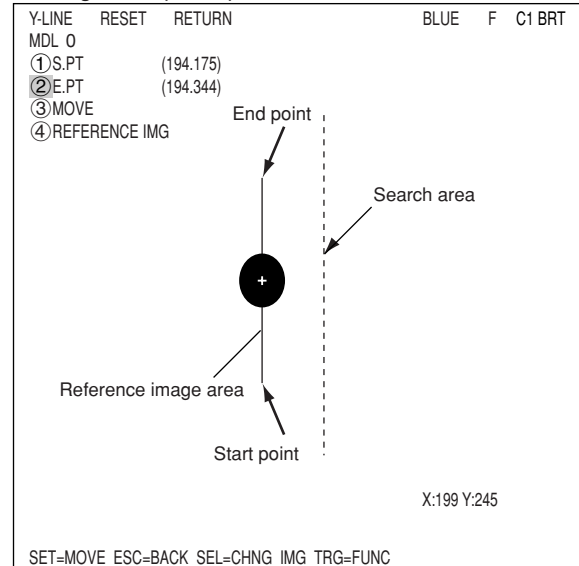 Y-LINE RESET RETURN BLUE F C1 BRT
MDL 0
①S.PT (194.175)
②E.PT (194.344)
③MOVE
④REFERENCE IMG
End point
Search area
Reference image area
Start point
X:199 Y:245
SET=MOVE ESC=BACK SEL=CHNG IMG TRG=FUNC